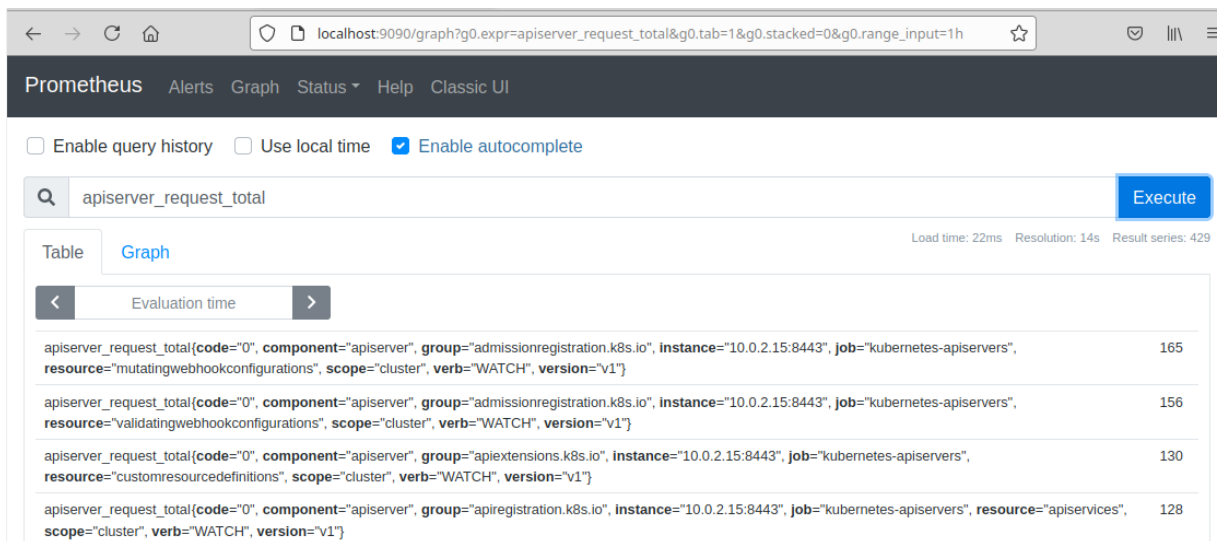 localhost:9090/graph?g0.expr=apiserver_request_total&g0.tab=1&g0.stacked=0&g0.range_input=1h
Prometheus Alerts Graph Status Help Classic UI
Enable query history Use local time Enable autocomplete
apiserver_request_total Execute
Load time: 22ms Resolution: 14s Result series: 429
Table Graph
Evaluation time
apiserver_request_total{code="0", component="apiserver", group="admissionregistration.k8s.io", instance="10.0.2.15:8443", job="kubernetes-apiservers", 165
resource="mutatingwebhookconfigurations", scope="cluster", verb="WATCH", version="v1"}
apiserver_request_total{code="0", component="apiserver", group="admissionregistration.k8s.io", instance="10.0.2.15:8443", job="kubernetes-apiservers", 156
resource="validatingwebhookconfigurations", scope="cluster", verb="WATCH", version="v1"}
apiserver_request_total{code="0", component="apiserver", group="apiextensions.k8s.io", instance="10.0.2.15:8443", job="kubernetes-apiservers", 130
resource="customresourcedefinitions", scope="cluster", verb="WATCH", version="v1"}
apiserver_request_total{code="0", component="apiserver", group="apiregistration.k8s.io", instance="10.0.2.15:8443", job="kubernetes-apiservers", resource="apiservices", 128
scope="cluster", verb="WATCH", version="v1"}